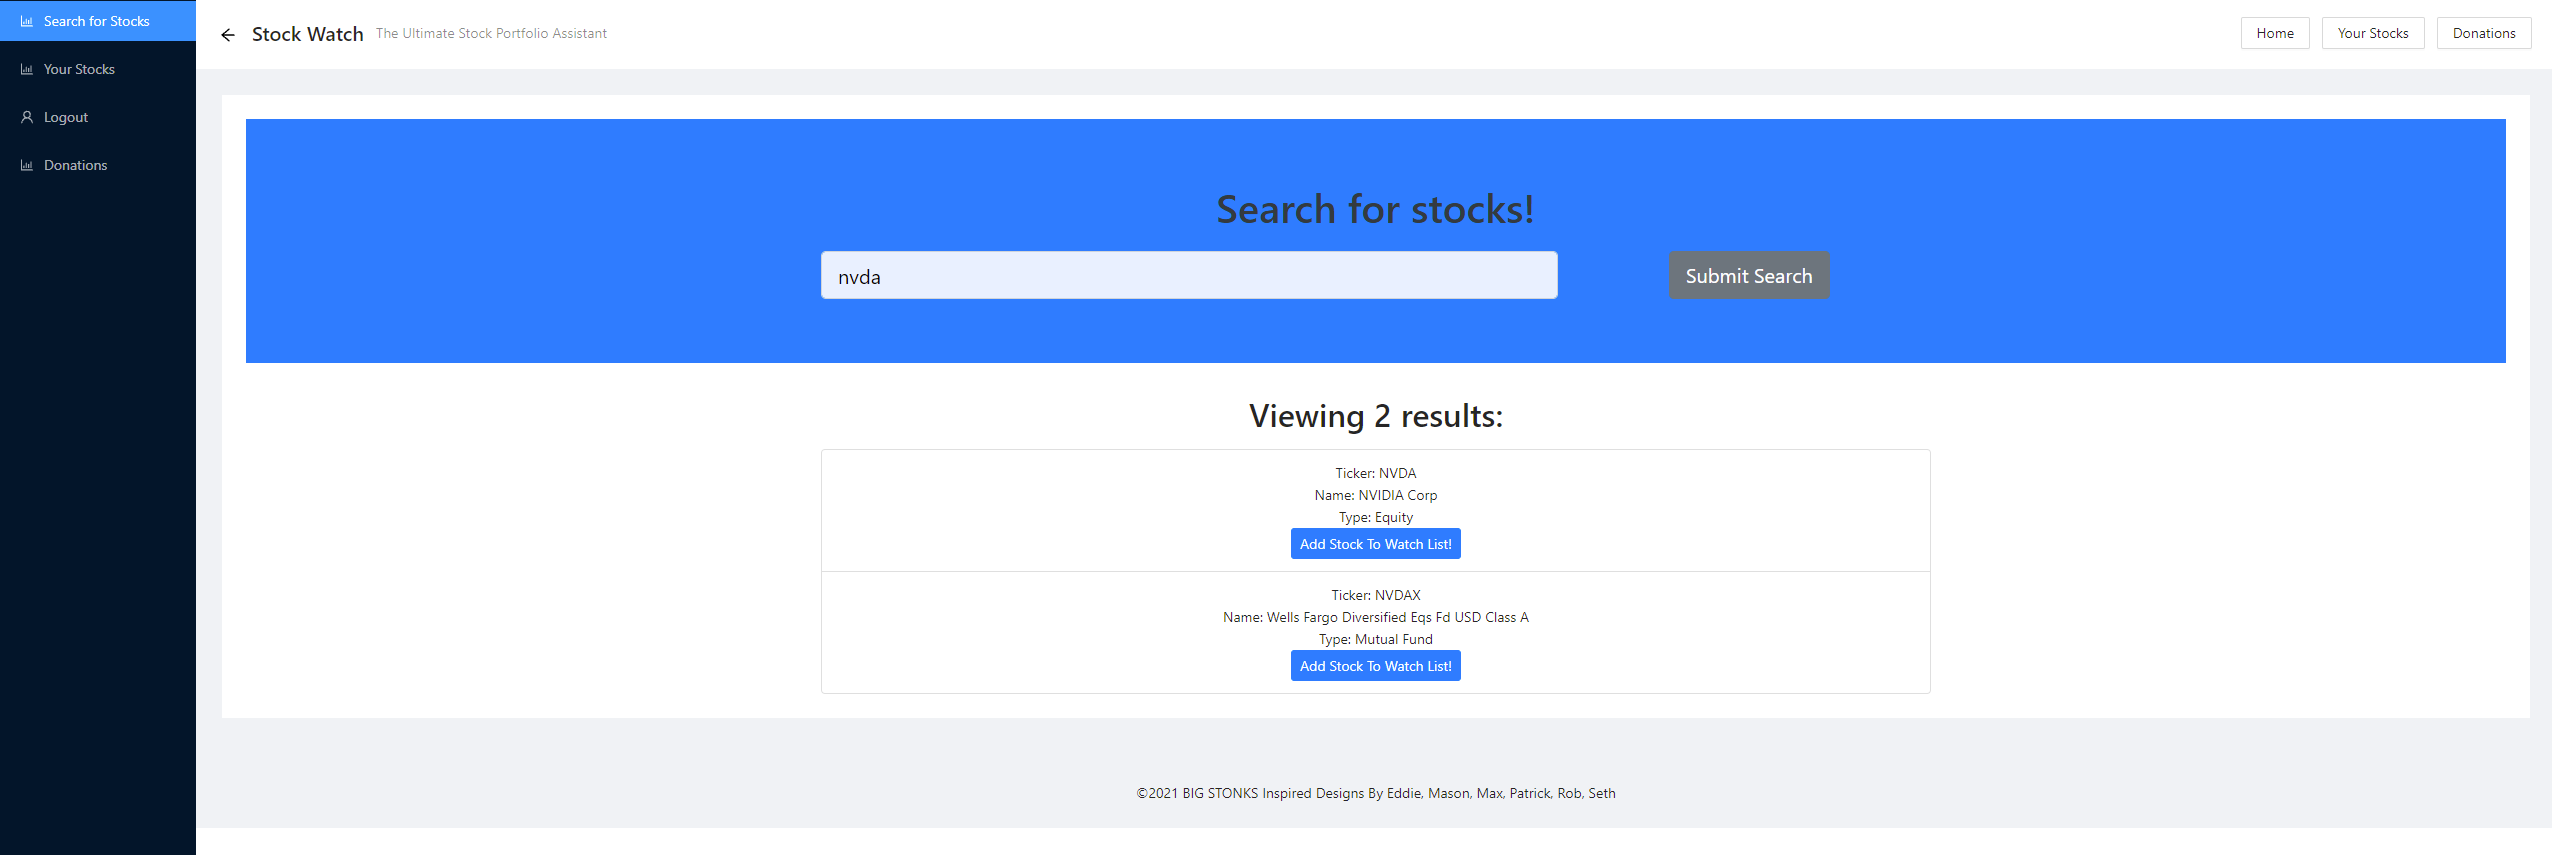 Search for Stocks
Your Stocks
Logout
Donations
Stock Watch The Ultimate Stock Portfolio Assistant
Home Your Stocks Donations
Search for stocks!
nvda Submit Search
Viewing 2 results:
Ticker: NVDA
Name: NVIDIA Corp
Type: Equity
Add Stock To Watch List!
Ticker: NVDAX
Name: Wells Fargo Diversified Eqs Fd USD Class A
Type: Mutual Fund
Add Stock To Watch List!
©2021 BIG STONKS Inspired Designs By Eddie, Mason, Max, Patrick, Rob, Seth